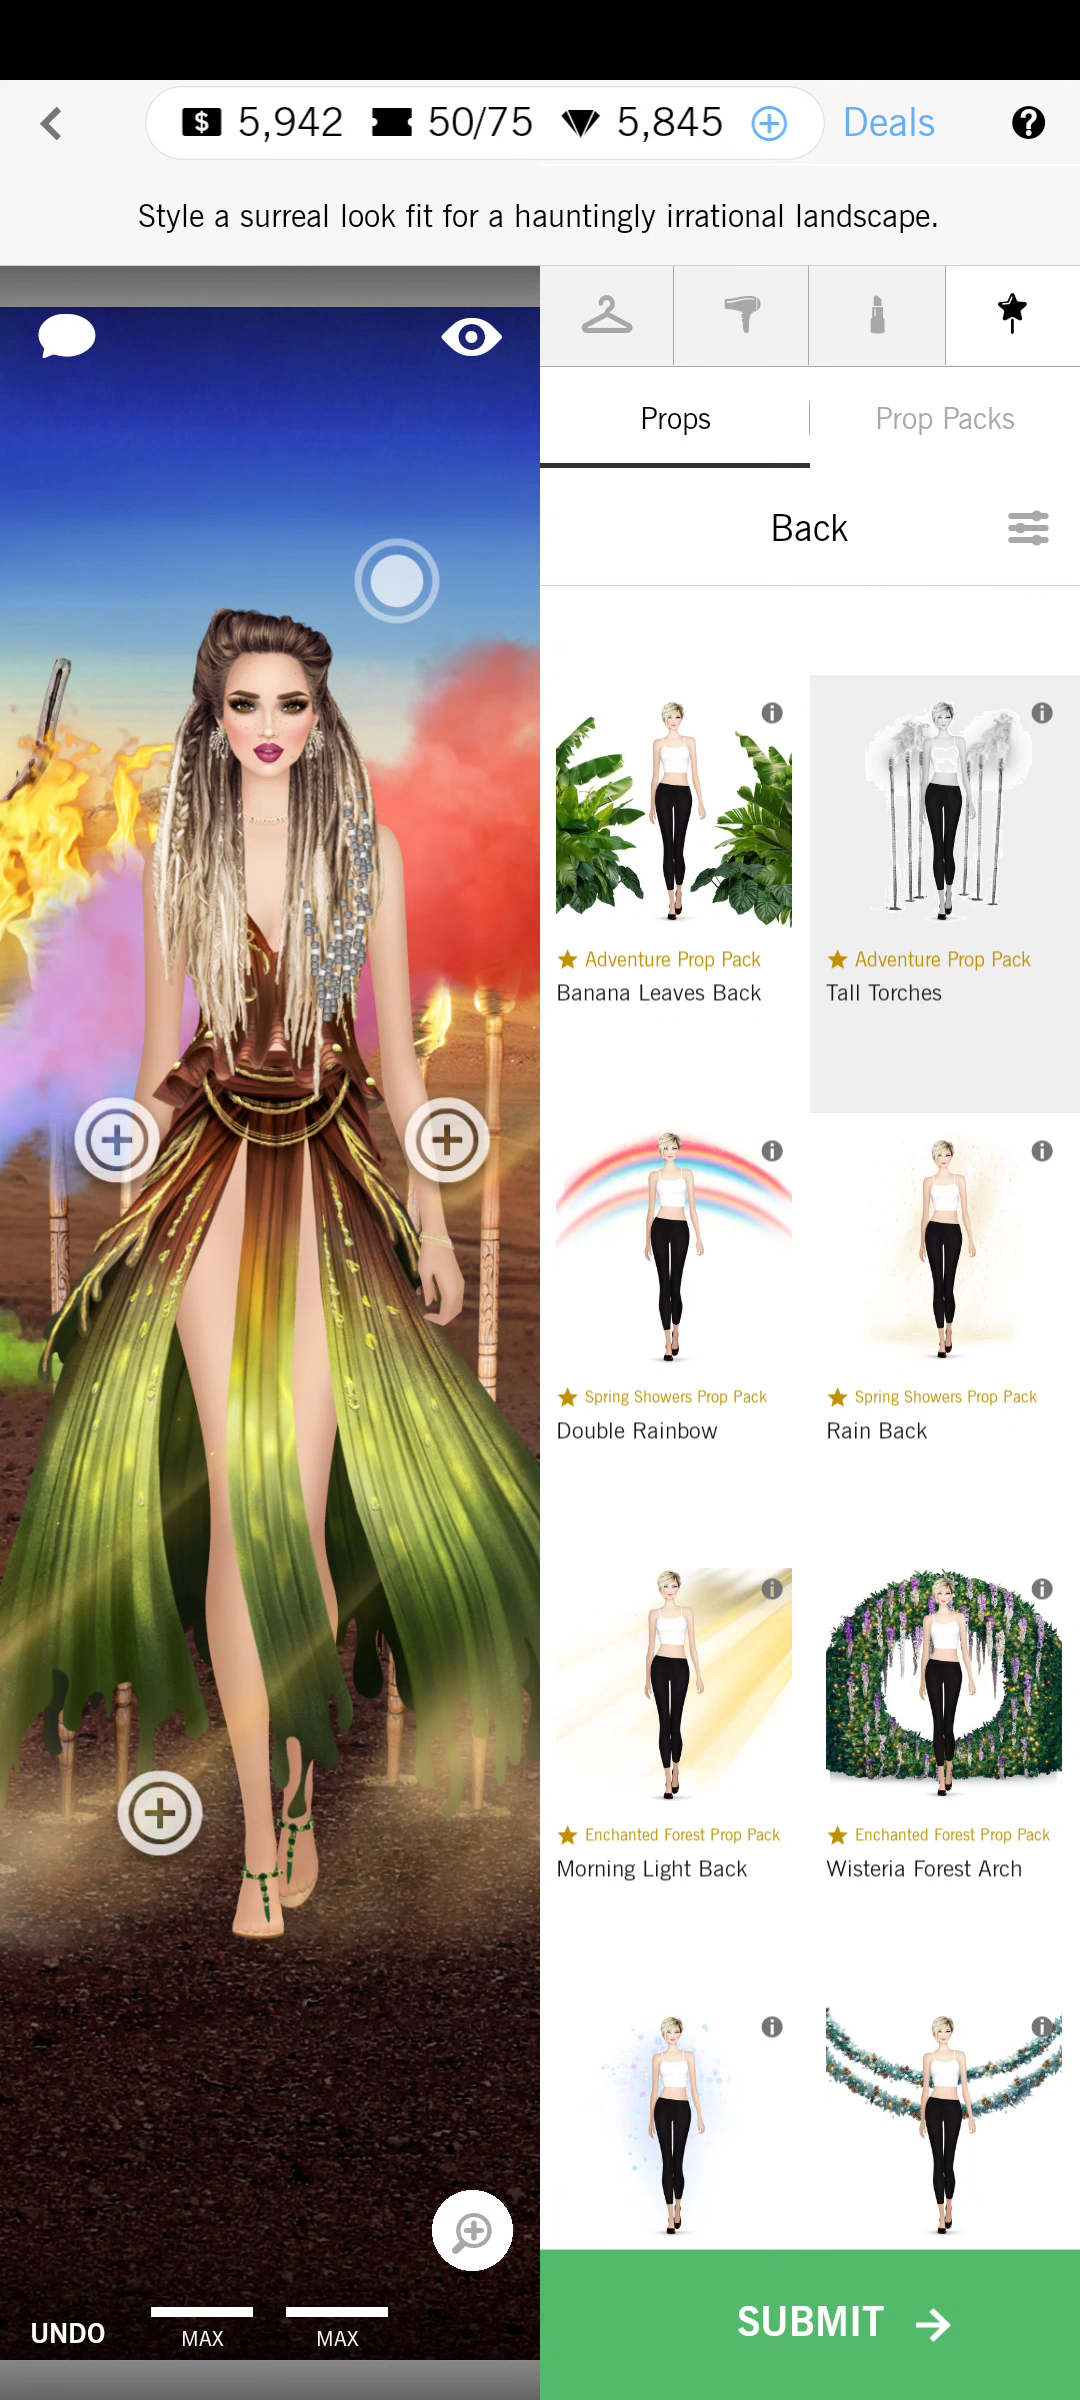 5,942 50/75 5,845 Deals
Style a surreal look fit for a hauntingly irrational landscape.
Props Prop Packs
Back
Adventure Prop Pack
Banana Leaves Back
Adventure Prop Pack
Tall Torches
Spring Showers Prop Pack
Double Rainbow
Spring Showers Prop Pack
Rain Back
Enchanted Forest Prop Pack
Morning Light Back
Enchanted Forest Prop Pack
Wisteria Forest Arch
UNDO MAX MAX
SUBMIT